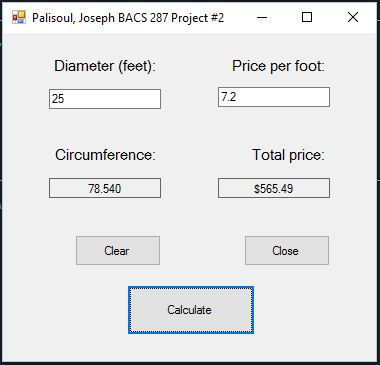 Palisoul, Joseph BACS 287 Project #2
Diameter (feet): Price per foot:
25 7.2
Circumference: Total price:
78.540 $565.49
Clear Close
Calculate